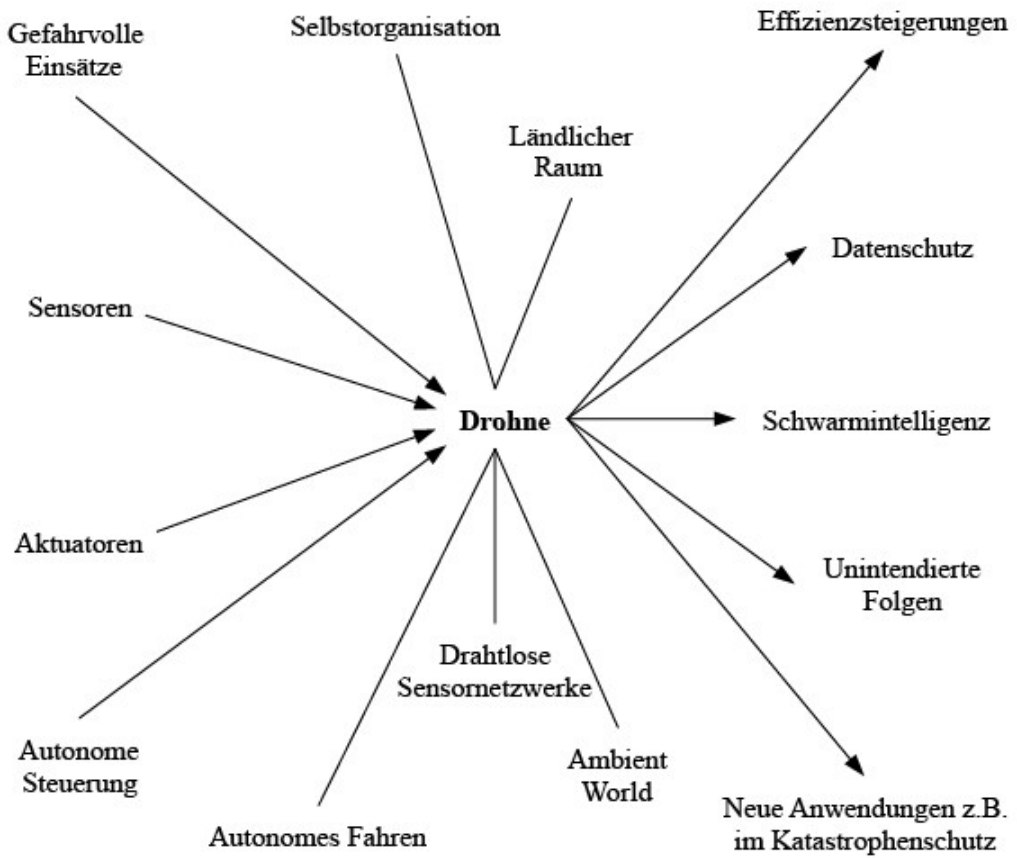 Gefahrvolle
Einsätze
Selbstorganisation
Effizienzsteigerungen
Ländlicher
Raum
Datenschutz
Sensoren
Drohne
Schwarmintelligenz
Aktuatoren
Unintendierte
Folgen
Drahtlose
Sensornetzwerke
Autonome
Steuerung
Ambient
World
Autonomes Fahren
Neue Anwendungen z.B.
im Katastrophenschutz